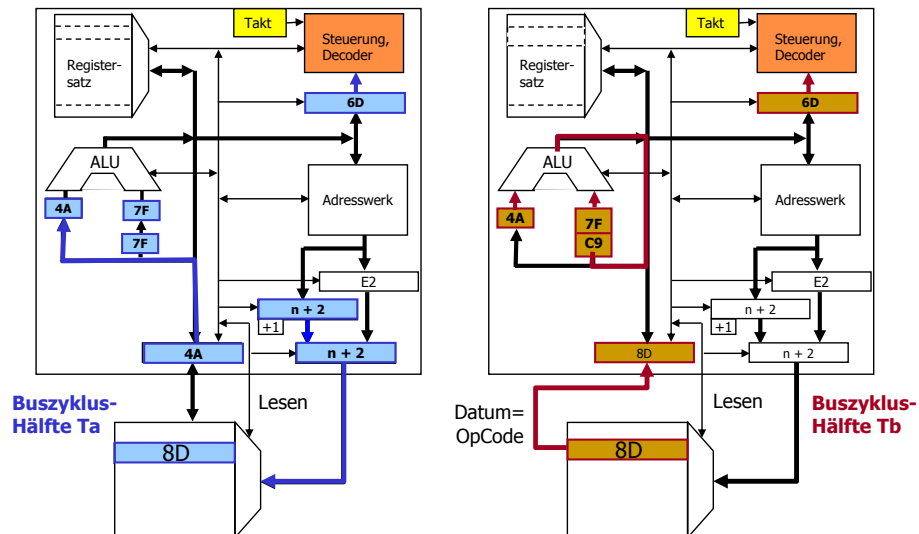 Takt
Steuerung,
Decoder
Register-
satz
6D
ALU
4A
7F
7F
Adresswerk
E2
n + 2
+1
4A
n + 2
Buszyklus-
Hälfte Ta
Lesen
8D
Takt
Steuerung,
Decoder
Register-
satz
6D
ALU
4A
7F
C9
Adresswerk
E2
n + 2
+1
8D
n + 2
Datum=
OpCode
Lesen
Buszyklus-
Hälfte Tb
8D